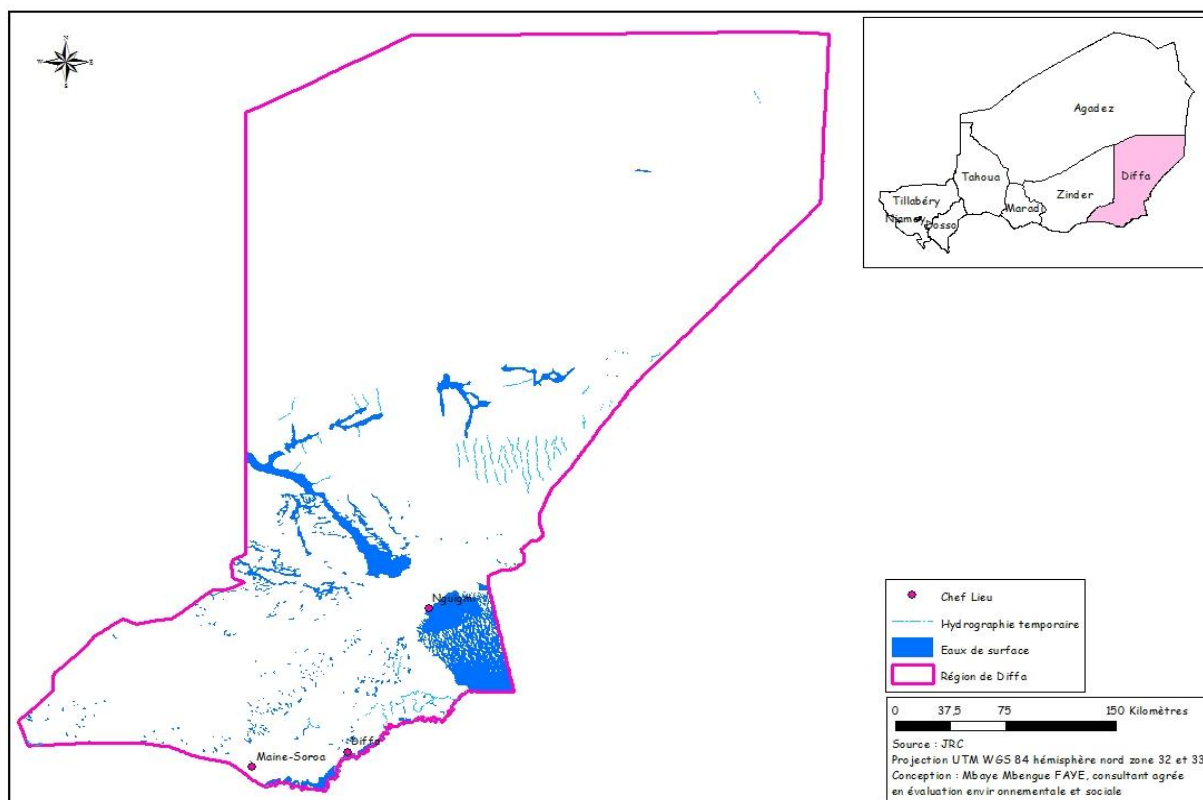 N
W E
S
Agadez
Tahoua
Diffa
Zinder
Tillabéry
Maradi
Niamey
Dosso
Nguigmi
Diffa
Maine-Soroa
Chef Lieu
Hydrographie temporaire
Eaux de surface
Région de Diffa
0 37,5 75 150 Kilomètres
Source : JRC
Projection UTM WGS 84 hémisphère nord zone 32 et 33
Conception : Mbaye Mbengue FAYE, consultant agrée
en évaluation environnementale et sociale